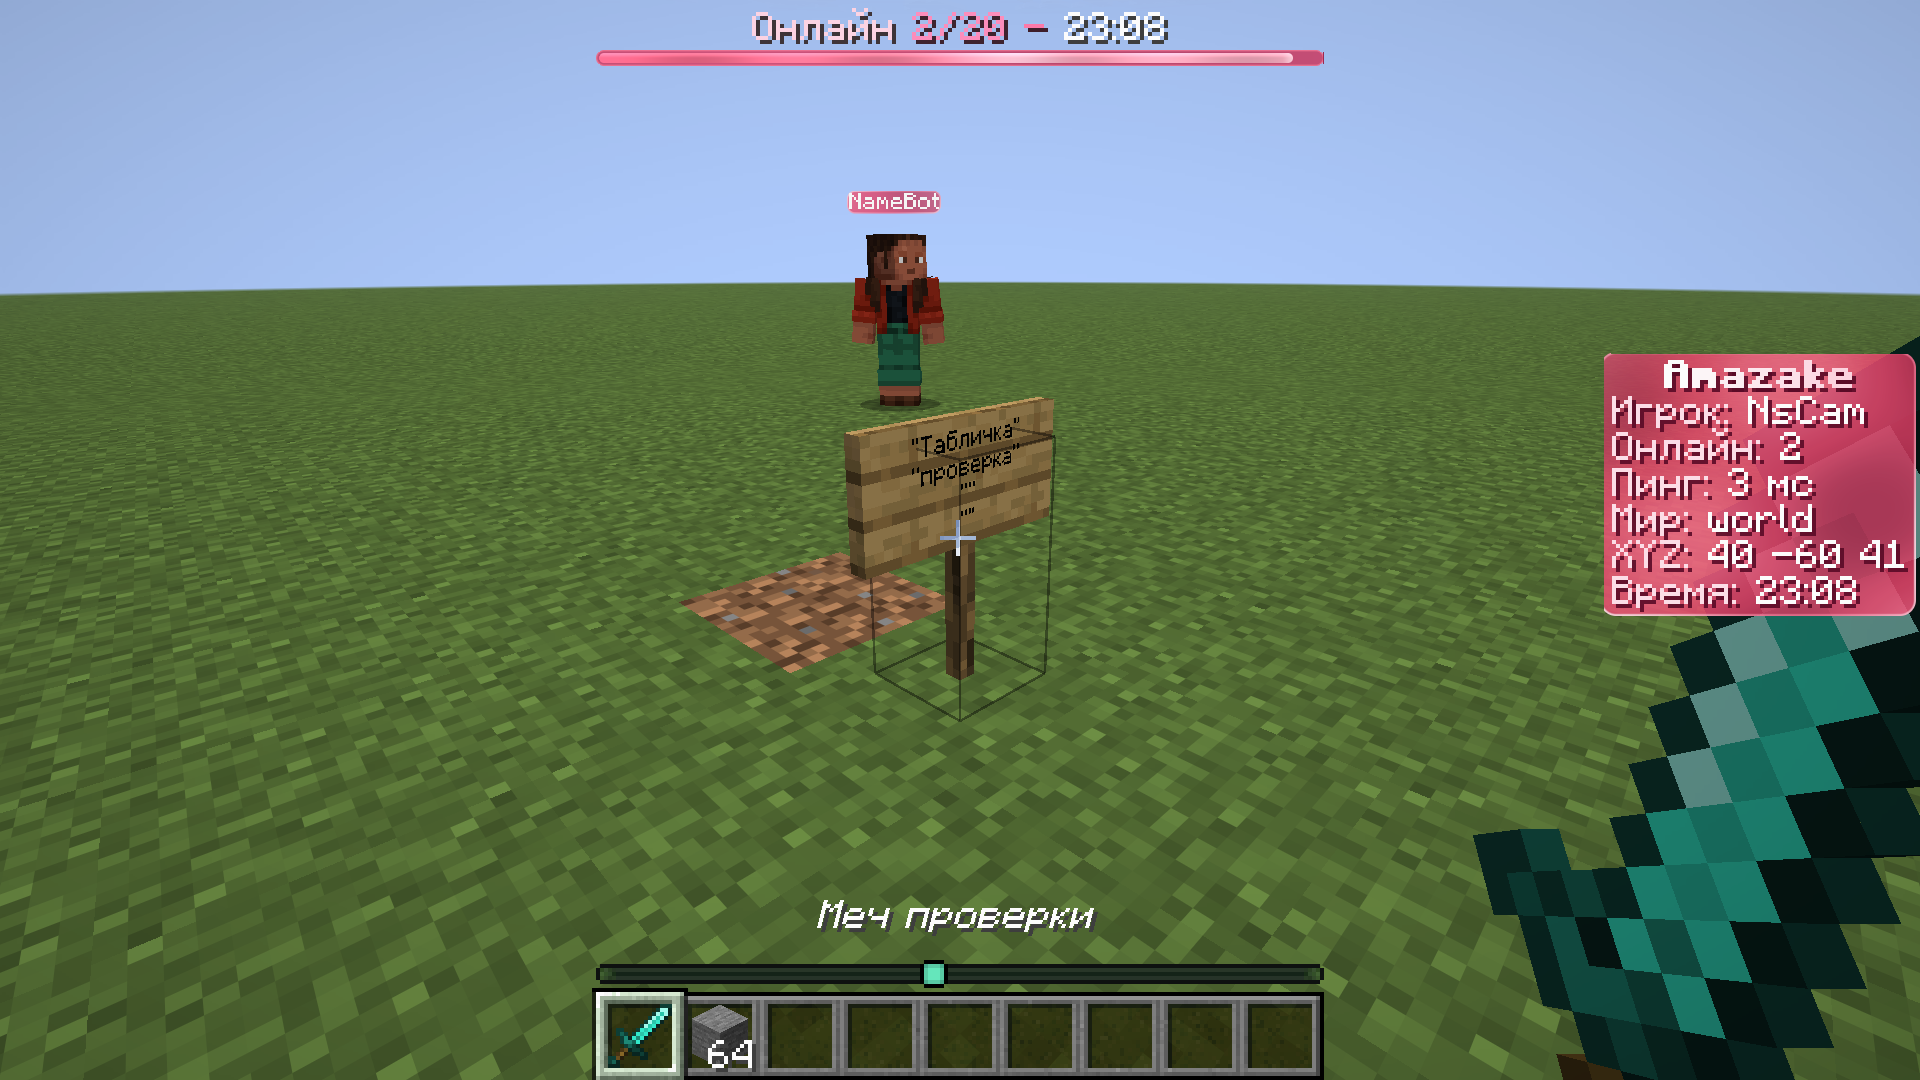 Онлайн 2/20 — 23:08
NameBot
"Табличка"
"проверка"
""
""
Amazake
Игрок: NsCam
Онлайн: 2
Пинг: 3 мс
Мир: world
XYZ: 40 -60 41
Время: 23:08
Меч проверки
64